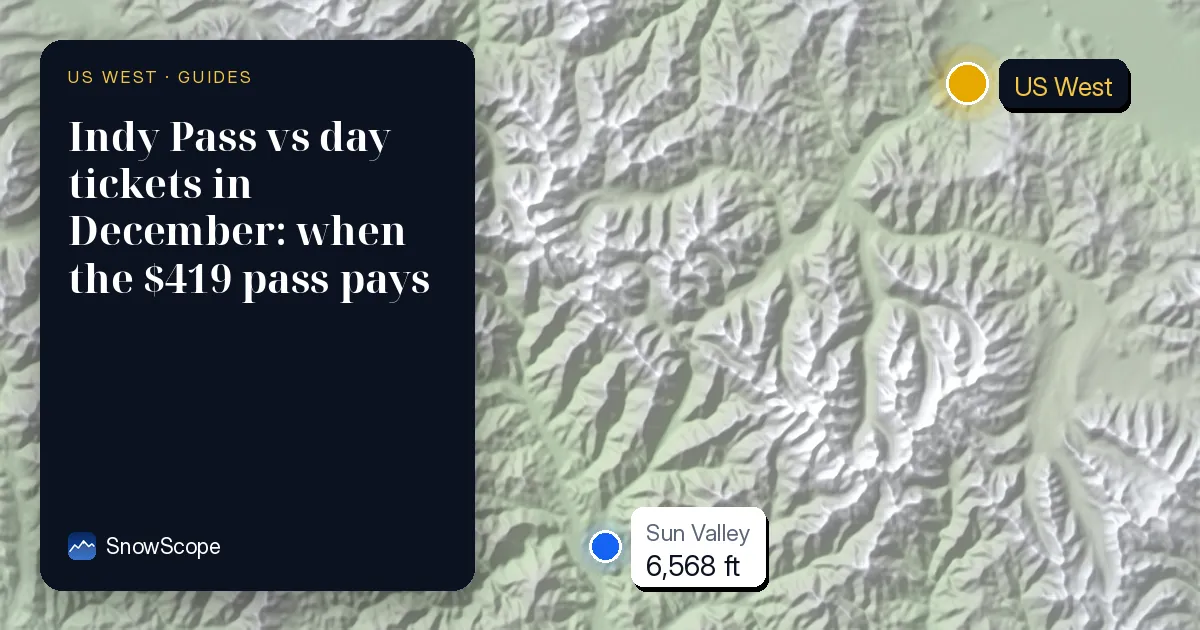 US WEST · GUIDES
Indy Pass vs day
tickets in
December: when
the $419 pass pays
SnowScope
US West
Sun Valley
6,568 ft